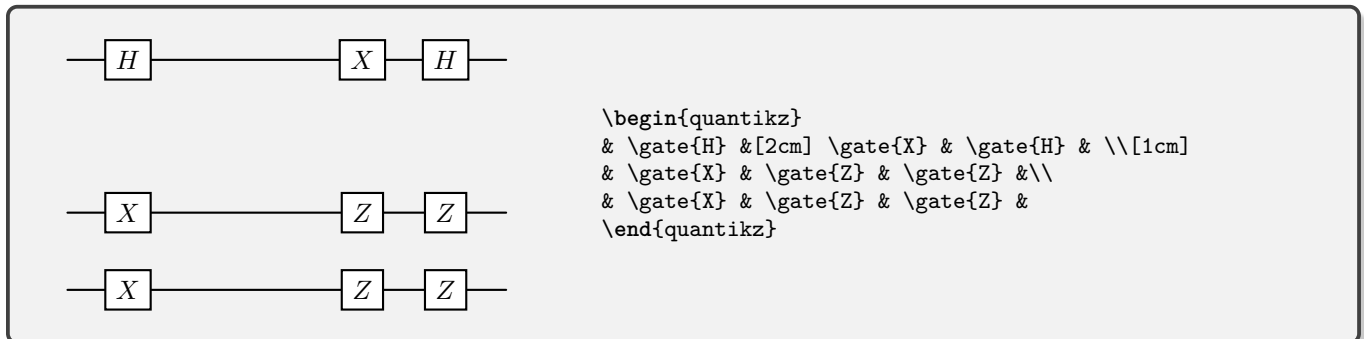 H X H
X Z Z
X Z Z
\begin{quantikz}
& \gate{H} &[2cm] \gate{X} & \gate{H} & \\[1cm]
& \gate{X} & \gate{Z} & \gate{Z} &\\
& \gate{X} & \gate{Z} & \gate{Z} &
\end{quantikz}